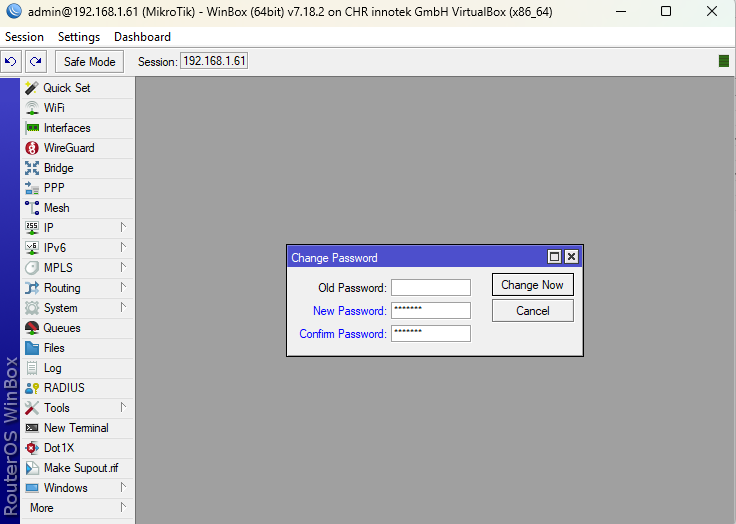 admin@192.168.1.61 (MikroTik) - WinBox (64bit) v7.18.2 on CHR innotek GmbH VirtualBox (x86_64)
Session Settings Dashboard
Safe Mode Session: 192.168.1.61
Quick Set
WiFi
Interfaces
WireGuard
Bridge
PPP
Mesh
IP
IPv6
MPLS
Routing
System
Queues
Files
Log
RADIUS
Tools
New Terminal
Dot1X
Make Supout.rif
Windows
More
RouterOS WinBox
Change Password
Old Password: Change Now
New Password: ******* Cancel
Confirm Password: *******